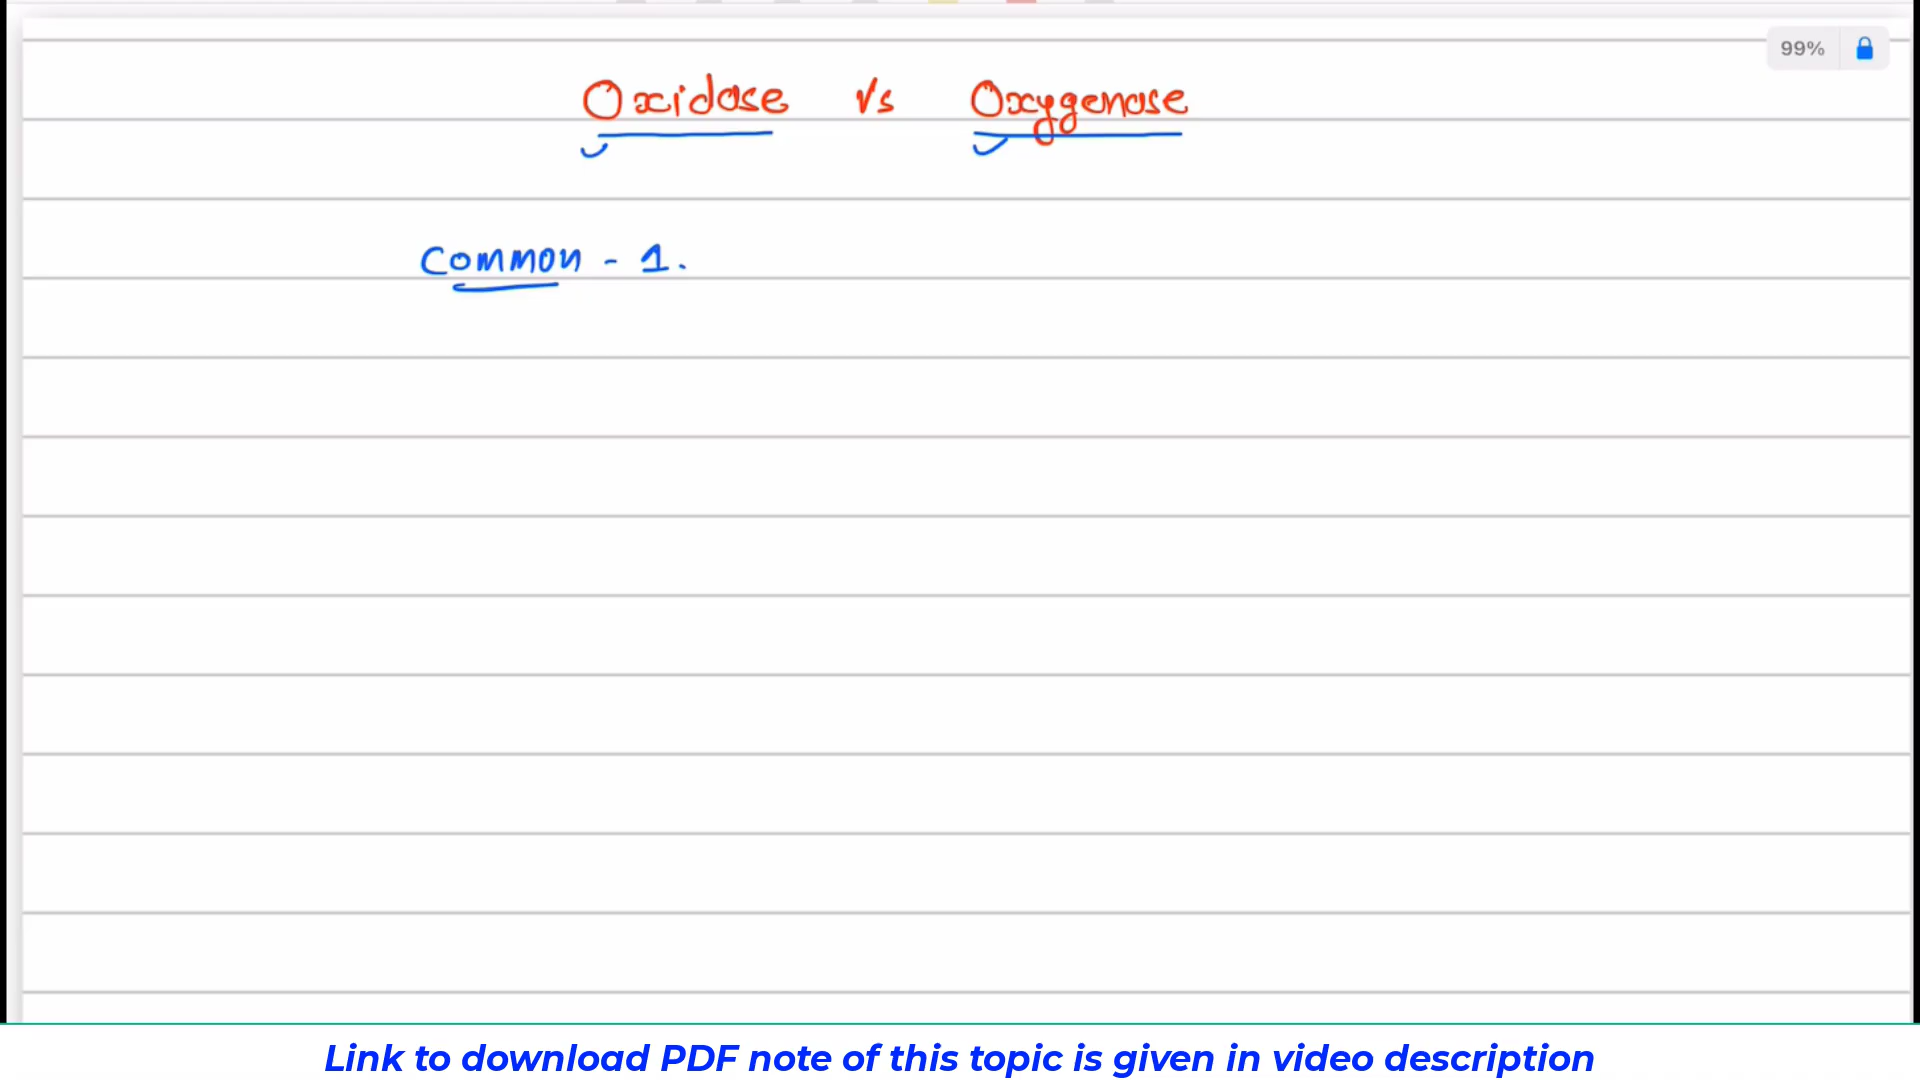 99%
Oxidase Vs Oxygenase
Common - 1.
Link to download PDF note of this topic is given in video description